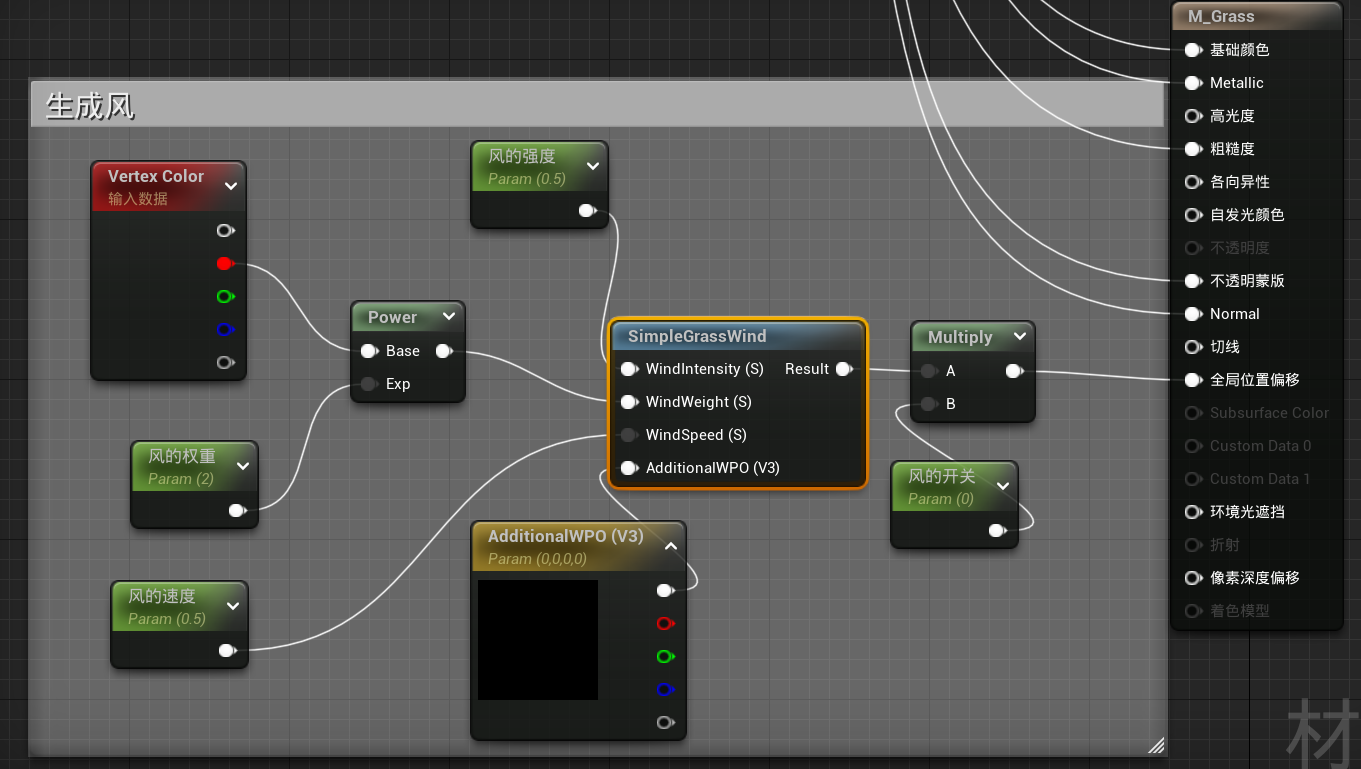 生成风
Vertex Color
输入数据
风的强度
Param (0.5)
Power
Base
Exp
风的权重
Param (2)
风的速度
Param (0.5)
SimpleGrassWind
WindIntensity (S) Result
WindWeight (S)
WindSpeed (S)
AdditionalWPO (V3)
AdditionalWPO (V3)
Param (0,0,0,0)
Multiply
A
B
风的开关
Param (0)
M_Grass
基础颜色
Metallic
高光度
粗糙度
各向异性
自发光颜色
不透明度
不透明蒙版
Normal
切线
全局位置偏移
Subsurface Color
Custom Data 0
Custom Data 1
环境光遮挡
折射
像素深度偏移
着色模型
材